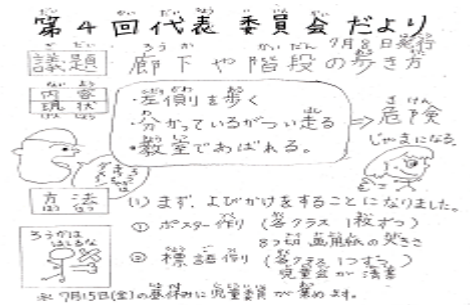 第４回代表委員会だより
7月8日発行
議題 廊下や階段の歩き方
内容
現状
・左側を歩く
・分かっているがつい走る
・教室であばれる。
⇒危険
じゃまになる。
方法
(1) まず、よびかけをすることになりました。
① ポスター作り (各クラス 1枚ずつ)
8つ切 画用紙の大きさ
② 標語作り (各クラス 1つずつ)
児童会が清書
ろうかは
はしるな
※ 7月15日(金)の昼休みに児童委員が集めます。